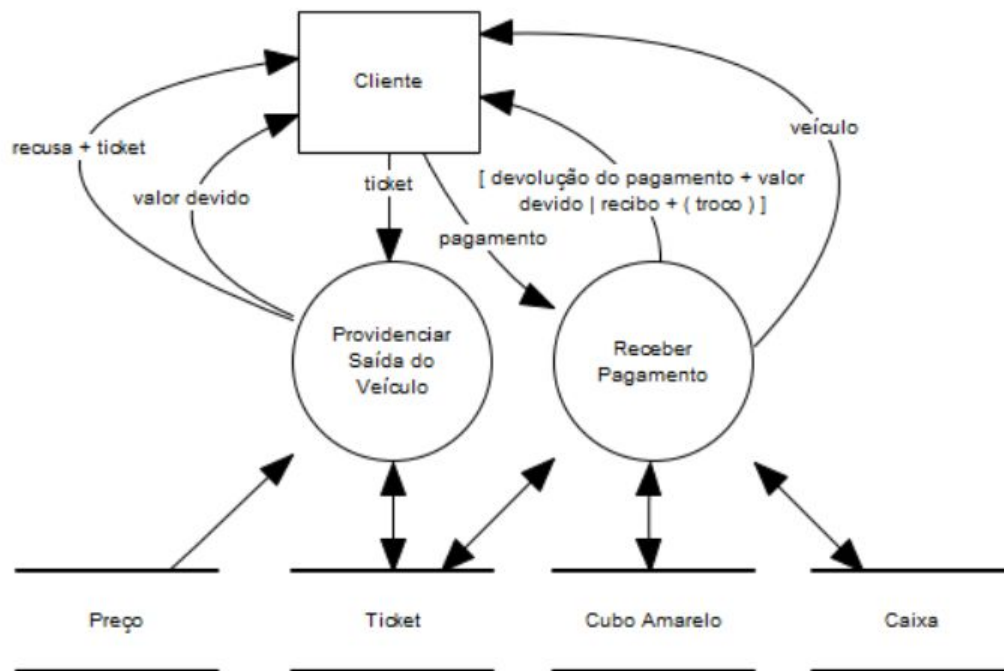 Cliente
recusa + ticket
valor devido
ticket
pagamento
[ devolução do pagamento + valor
devido | recibo + ( troco ) ]
veículo
Providenciar
Saída do
Veículo
Receber
Pagamento
Preço
Ticket
Cubo Amarelo
Caixa